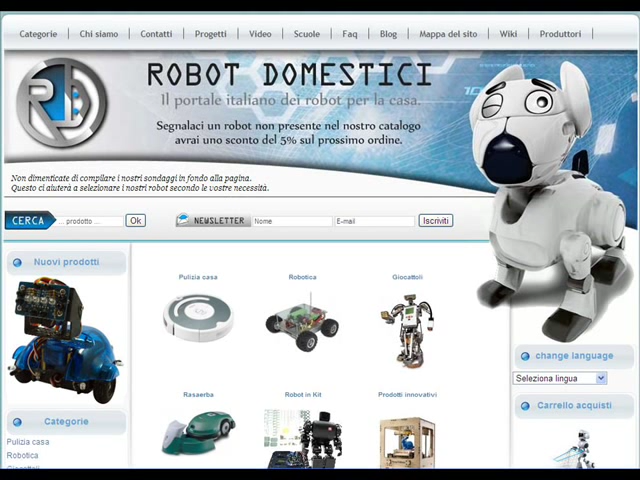 Categorie
Chi siamo
Contatti
Progetti
Video
Scuole
Faq
Blog
Mappa del sito
Wiki
Produttori
ROBOT DOMESTICI
Il portale italiano dei robot per la casa.
Segnalaci un robot non presente nel nostro catalogo
avrai uno sconto del 5% sul prossimo ordine.
Non dimenticate di compilare i nostri sondaggi in fondo alla pagina.
Questo ci aiuterà a selezionare i nostri robot secondo le vostre necessità.
CERCA
... prodotto ...
Ok
NEWSLETTER
Nome
E-mail
Iscriviti
Nuovi prodotti
Pulizia casa
Robotica
Giocattoli
Rasaerba
Robot in Kit
Prodotti innovativi
Categorie
Pulizia casa
Robotica
Giocattoli
change language
Seleziona lingua
Carrello acquisti